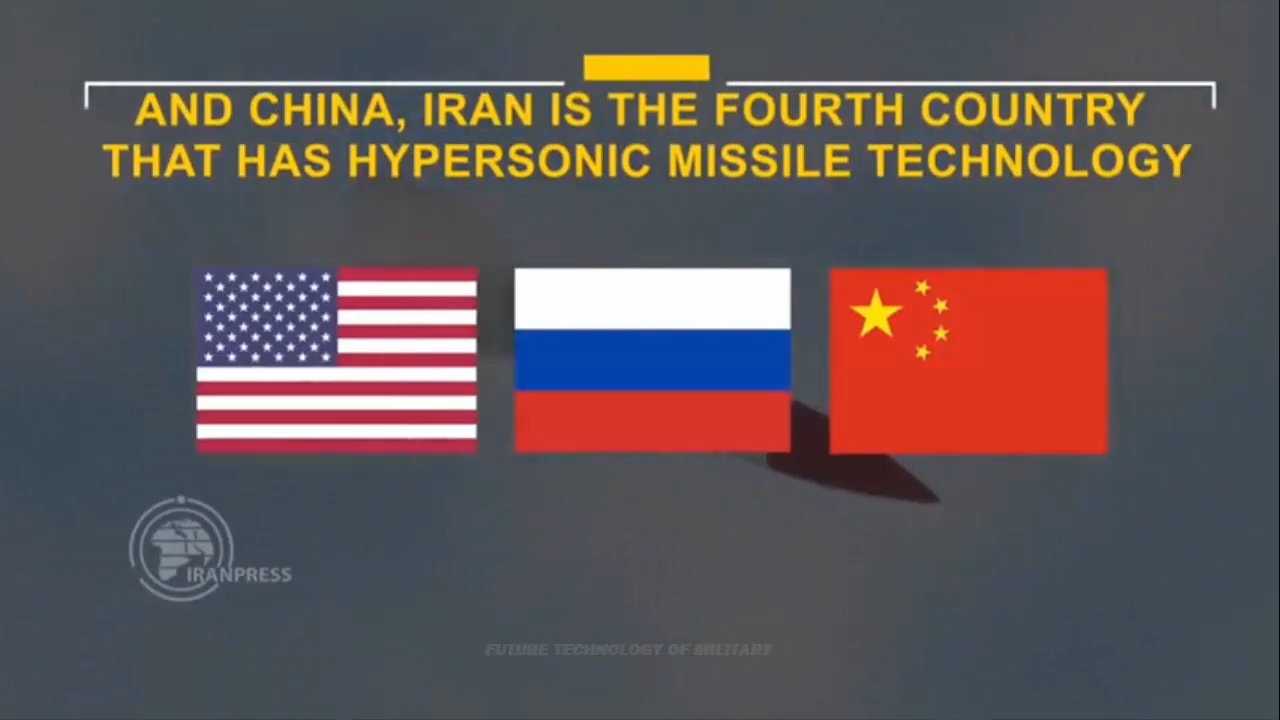 AND CHINA, IRAN IS THE FOURTH COUNTRY
THAT HAS HYPERSONIC MISSILE TECHNOLOGY
IRANPRESS
FUTURE TECHNOLOGY OF MILITARY